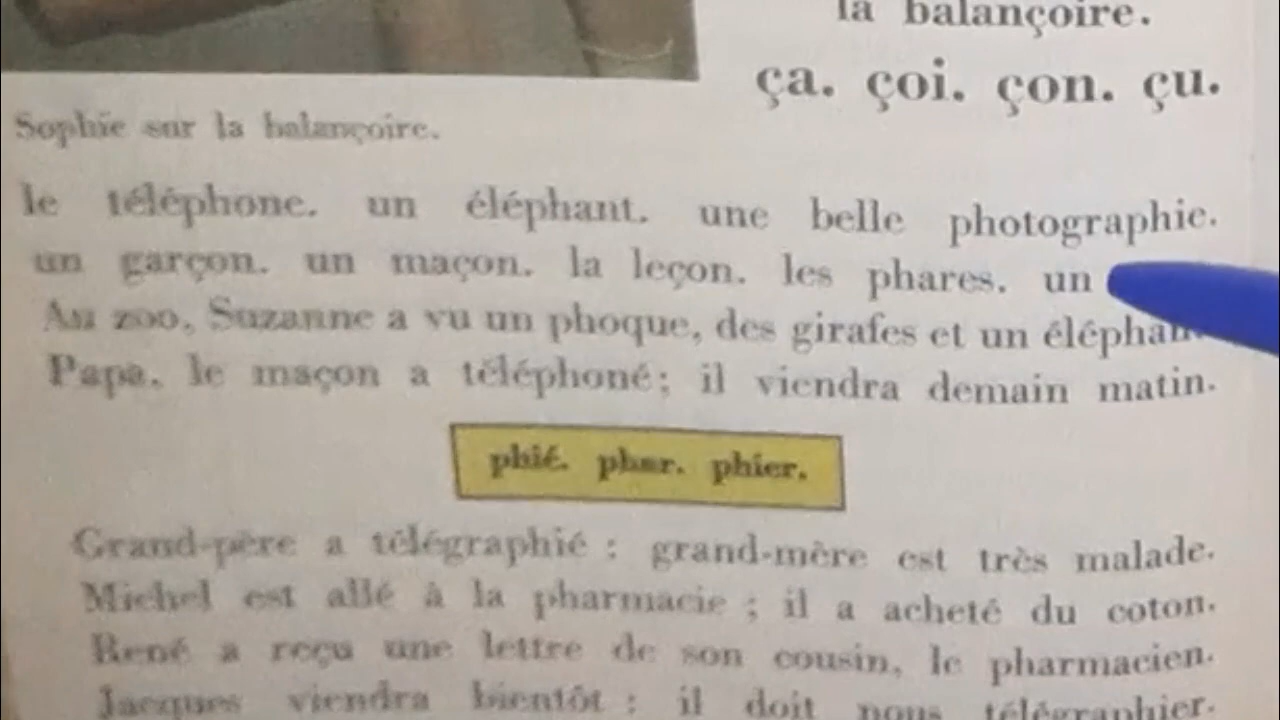 la balançoire.
ça. çoi. çon. çu.
Sophie sur la balançoire.
le téléphone. un éléphant. une belle photographie.
un garçon. un maçon. la leçon. les phares. un
Au zoo, Suzanne a vu un phoque, des girafes et un éléphan
Papa, le maçon a téléphoné; il viendra demain matin.
phié. phar. phier.
Grand-père a télégraphié : grand-mère est très malade.
Michel est allé à la pharmacie ; il a acheté du coton.
René a reçu une lettre de son cousin, le pharmacien.
Jacques viendra bientôt : il doit nous télégraphier.